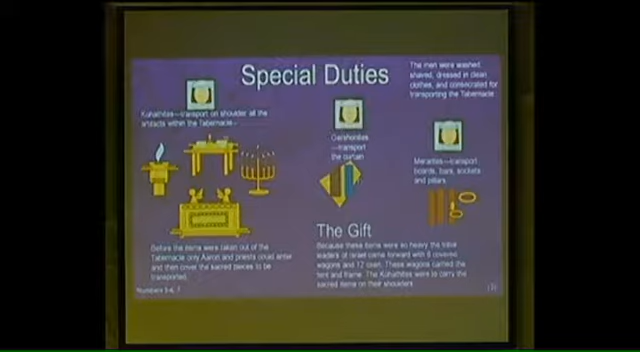 Special Duties
The men were washed
shaved, dressed in clean
clothes, and consecrated for
transporting the Tabernacle
Kohathites—transport on shoulder all the
artifacts within the Tabernacle—
Gershonites
—transport
the curtain
Merarites—transport
boards, bars, sockets
and pillars
Before the items were taken out of the
Tabernacle only Aaron and priests could enter
and then cover the sacred pieces to be
transported.
The Gift
Because these items were so heavy the tribal
leaders of Israel came forward with 6 covered
wagons and 12 oxen. These wagons carried the
tent and frame. The Kohathites were to carry the
sacred items on their shoulders
Numbers